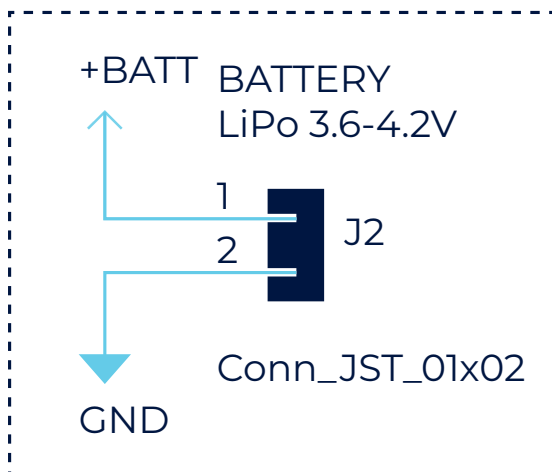 +BATT
BATTERY
LiPo 3.6-4.2V
1
2
J2
Conn_JST_01x02
GND